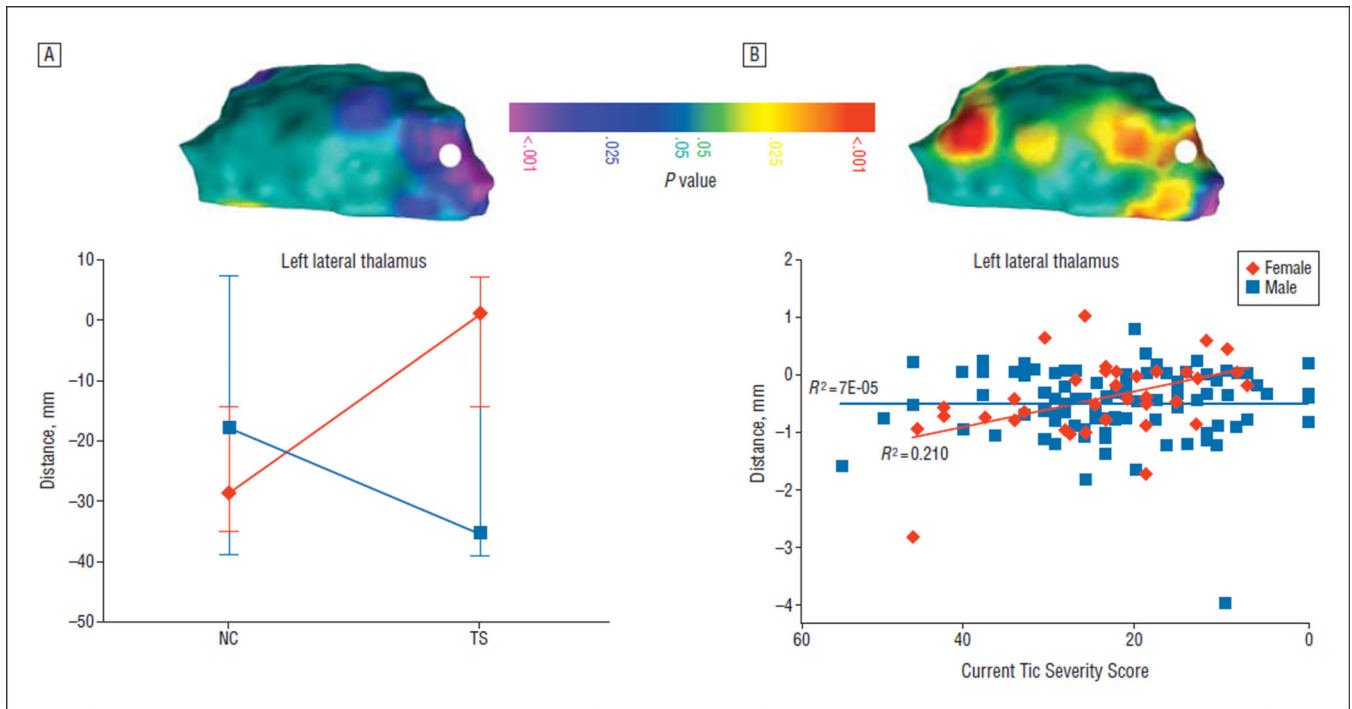 A
B
<.001
.025
.05
.05
.025
<.001
P value
Left lateral thalamus
10
0
–10
–20
–30
–40
–50
Distance, mm
NC
TS
Left lateral thalamus
Female
Male
2
1
0
–1
–2
–3
–4
Distance, mm
R²=7E-05
R²=0.210
60
40
20
0
Current Tic Severity Score